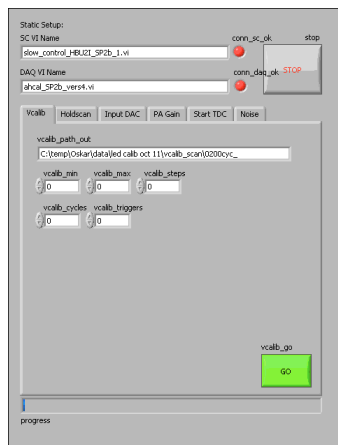 Static Setup:
SC VI Name
conn_sc_ok
stop
slow_control_HBU2I_SP2b_1.vi
STOP
DAQ VI Name
conn_daq_ok
ahcal_SP2b_vers4.vi
Vcalib Holdscan Input DAC PA Gain Start TDC Noise
vcalib_path_out
C:\temp\Oskar\data\led calib oct 11\vcalib_scan\0200cyc_
vcalib_min vcalib_max vcalib_steps
0 0 0
vcalib_cycles vcalib_triggers
0 0
vcalib_go
GO
progress